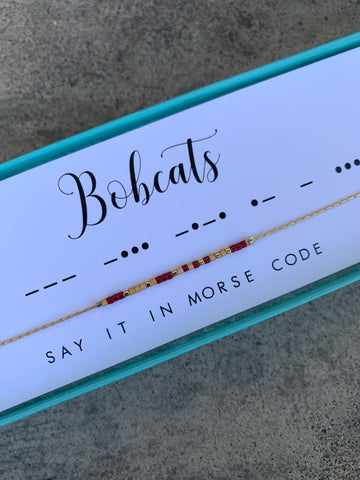 Bobcats
— — — —••• —•—• •— — ••••
SAY IT IN MORSE CODE